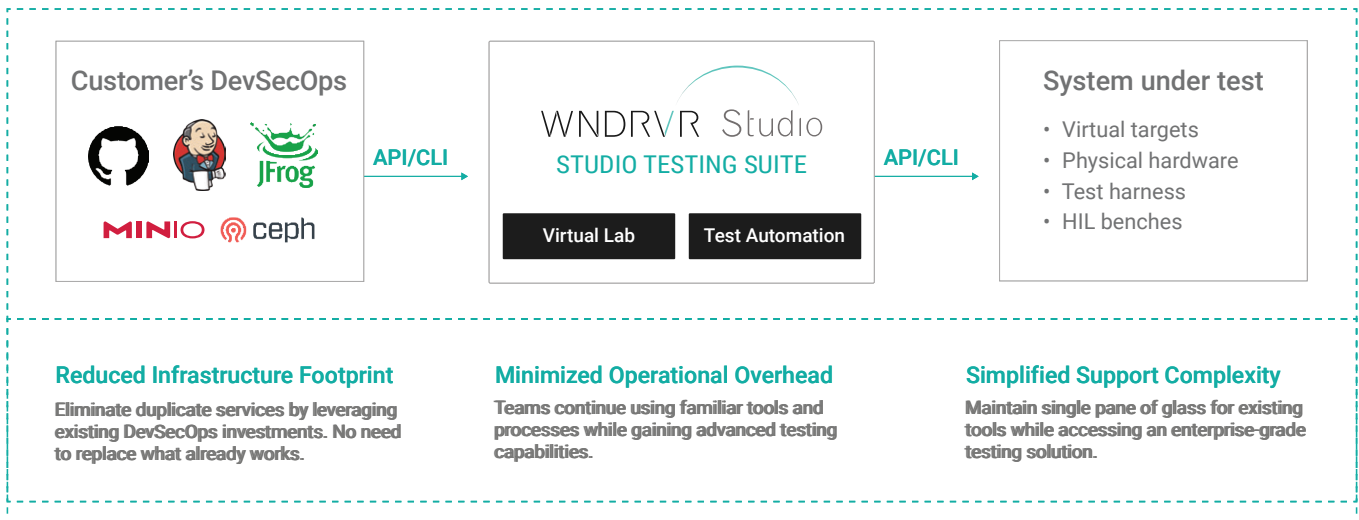 Customer's DevSecOps
JFrog
MINIO
ceph
API/CLI
WNDRVR Studio
STUDIO TESTING SUITE
Virtual Lab
Test Automation
API/CLI
System under test
• Virtual targets
• Physical hardware
• Test harness
• HIL benches
Reduced Infrastructure Footprint
Eliminate duplicate services by leveraging
existing DevSecOps investments. No need
to replace what already works.
Minimized Operational Overhead
Teams continue using familiar tools and
processes while gaining advanced testing
capabilities.
Simplified Support Complexity
Maintain single pane of glass for existing
tools while accessing an enterprise-grade
testing solution.